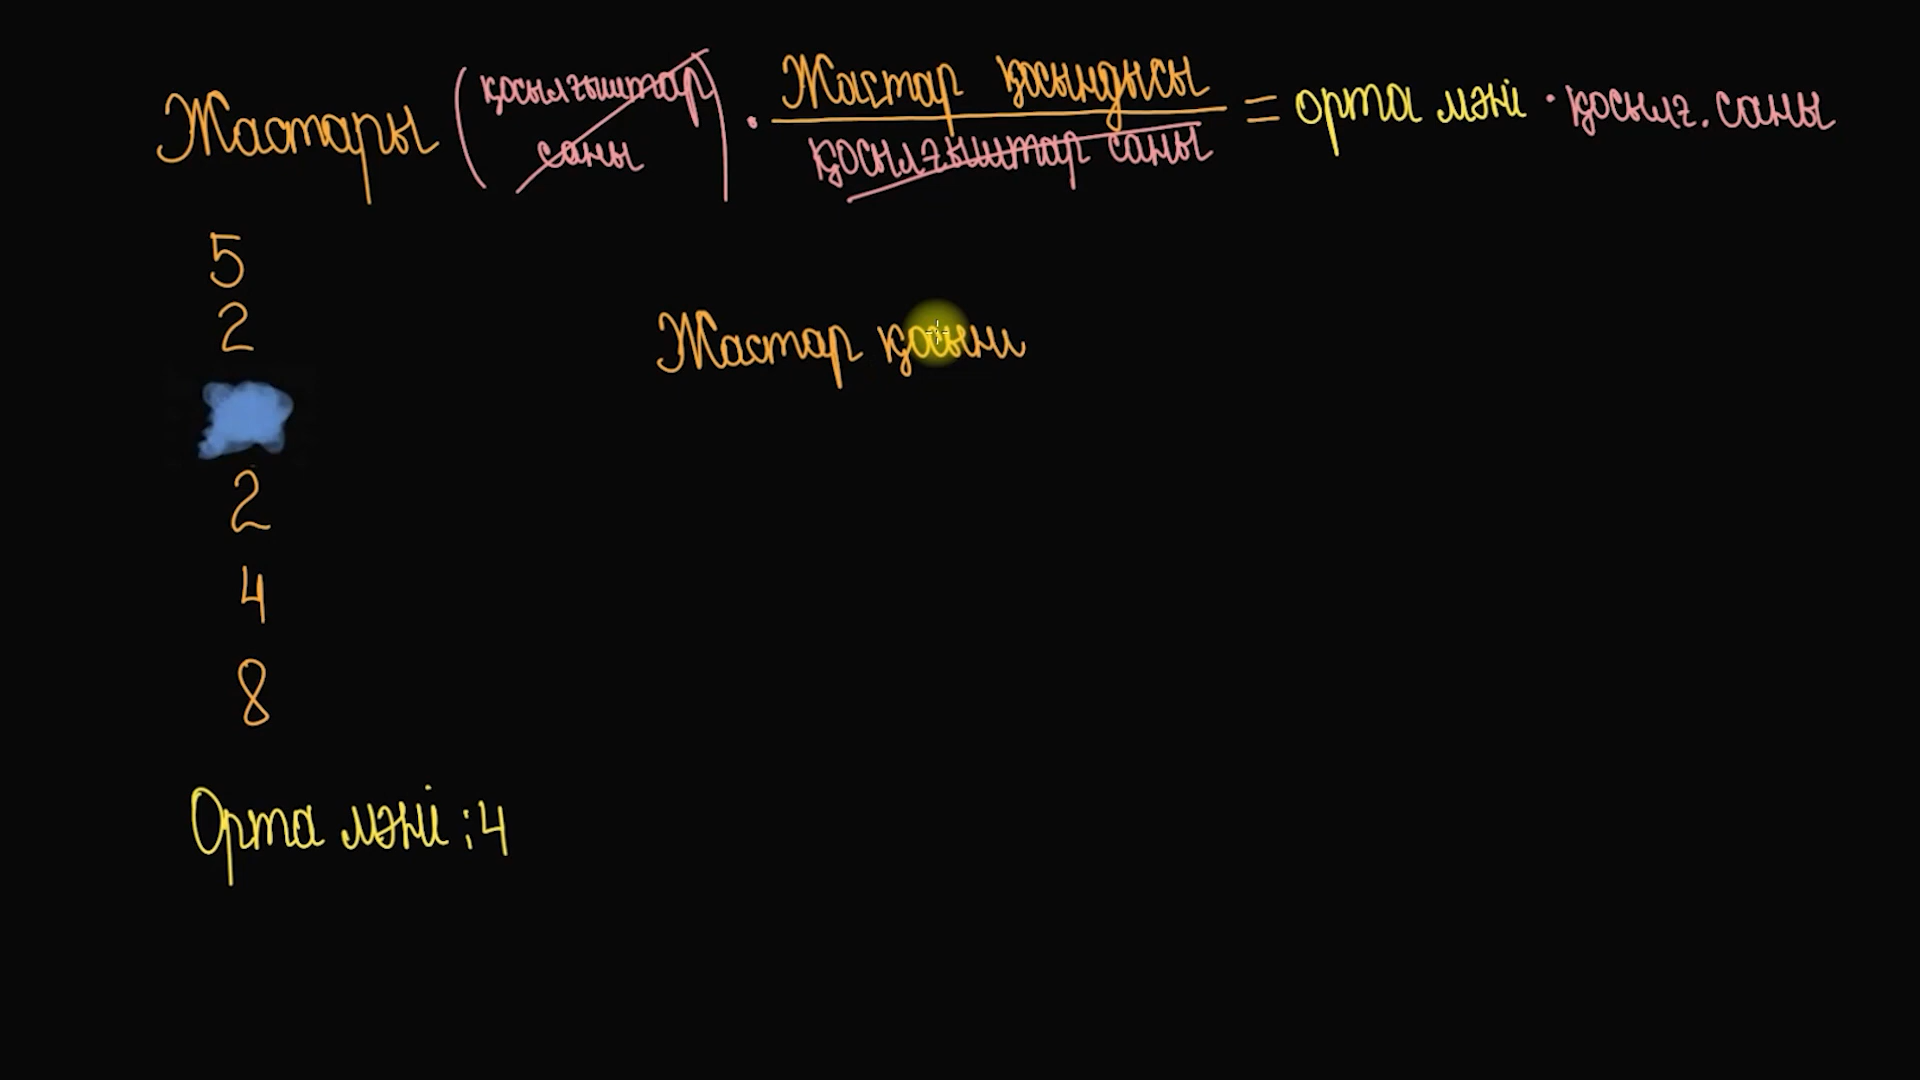 Жастары (қосылғыштар саны) · Жастар қосындысы / қосылғыштар саны = орта мәні · қосылғ. саны
5
2
Жастар қосын
2
4
8
Орта мәні : 4